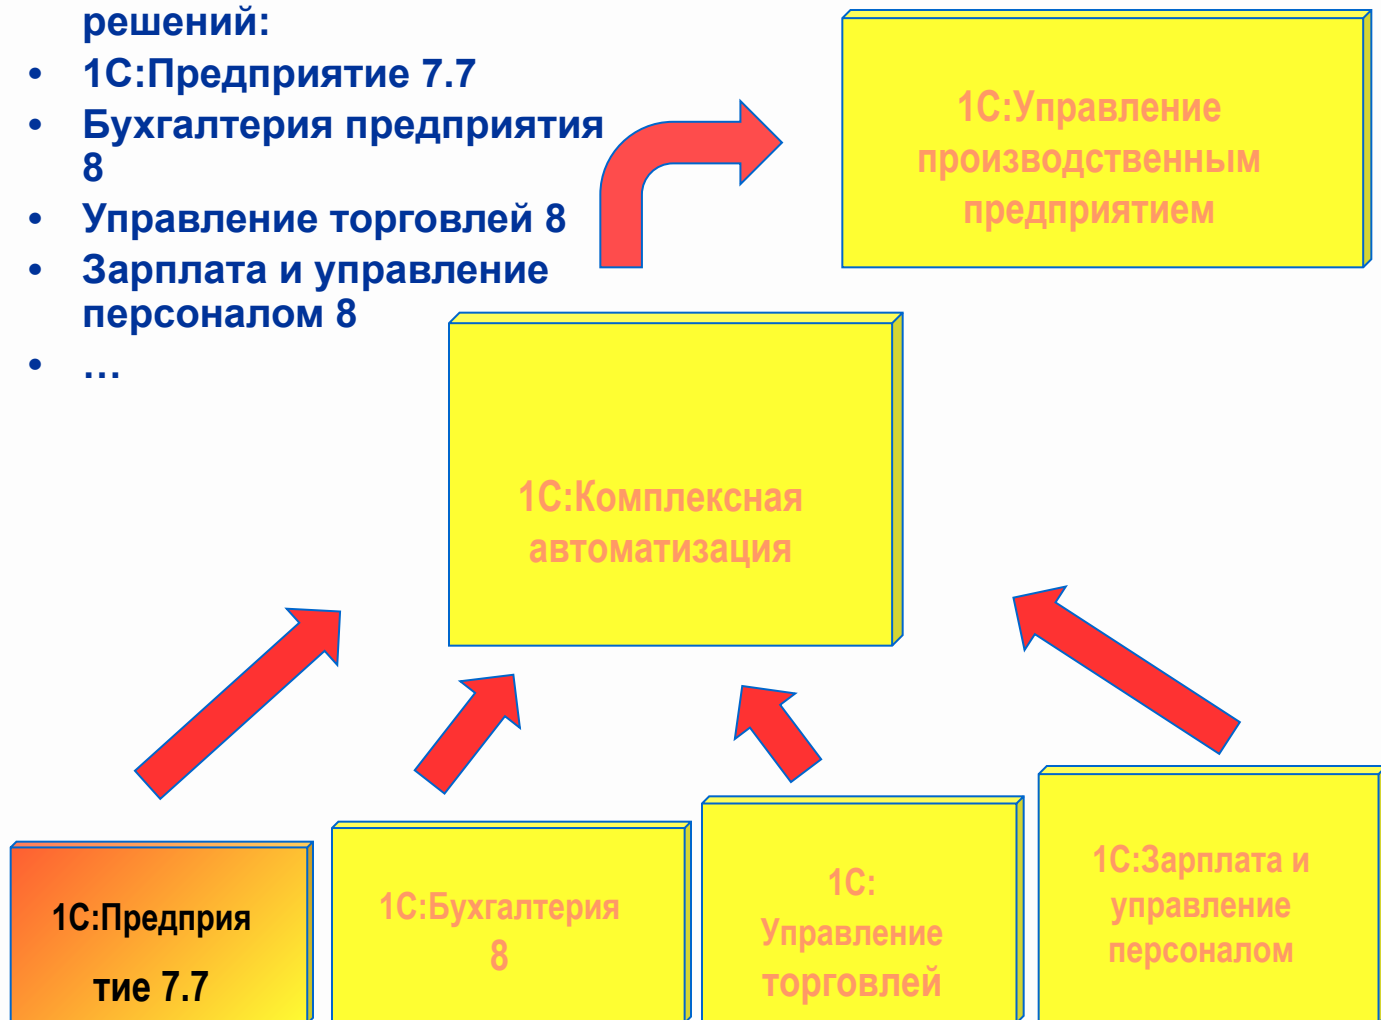 решений:
• 1С:Предприятие 7.7
• Бухгалтерия предприятия
8
• Управление торговлей 8
• Зарплата и управление
персоналом 8
• …
1С:Управление
производственным
предприятием
1С:Комплексная
автоматизация
1С:Предприя
тие 7.7
1С:Бухгалтерия
8
1С:
Управление
торговлей
1С:Зарплата и
управление
персоналом